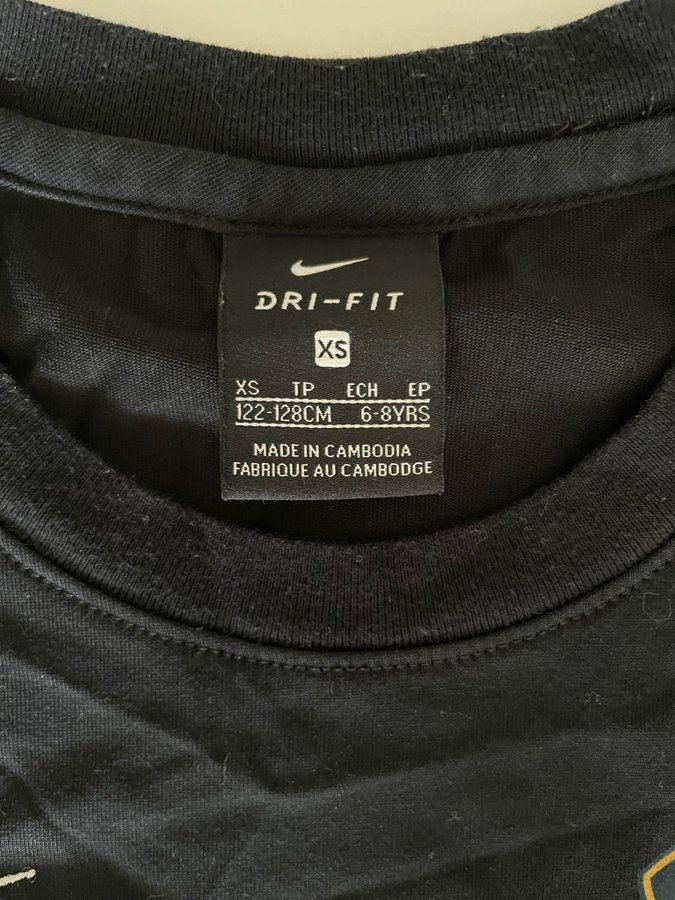 DRI-FIT
XS
XS TP ECH EP
122-128CM 6-8YRS
MADE IN CAMBODIA
FABRIQUE AU CAMBODGE